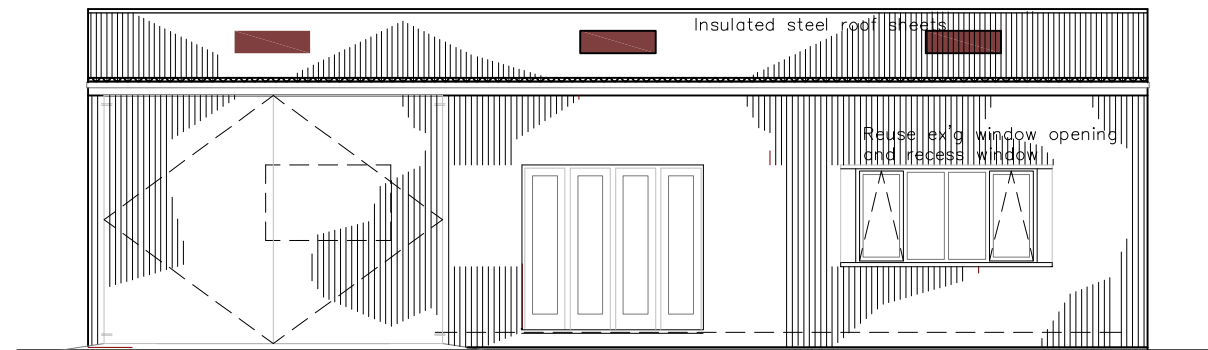 Insulated steel roof sheets
Reuse ex'g window opening
and recess window